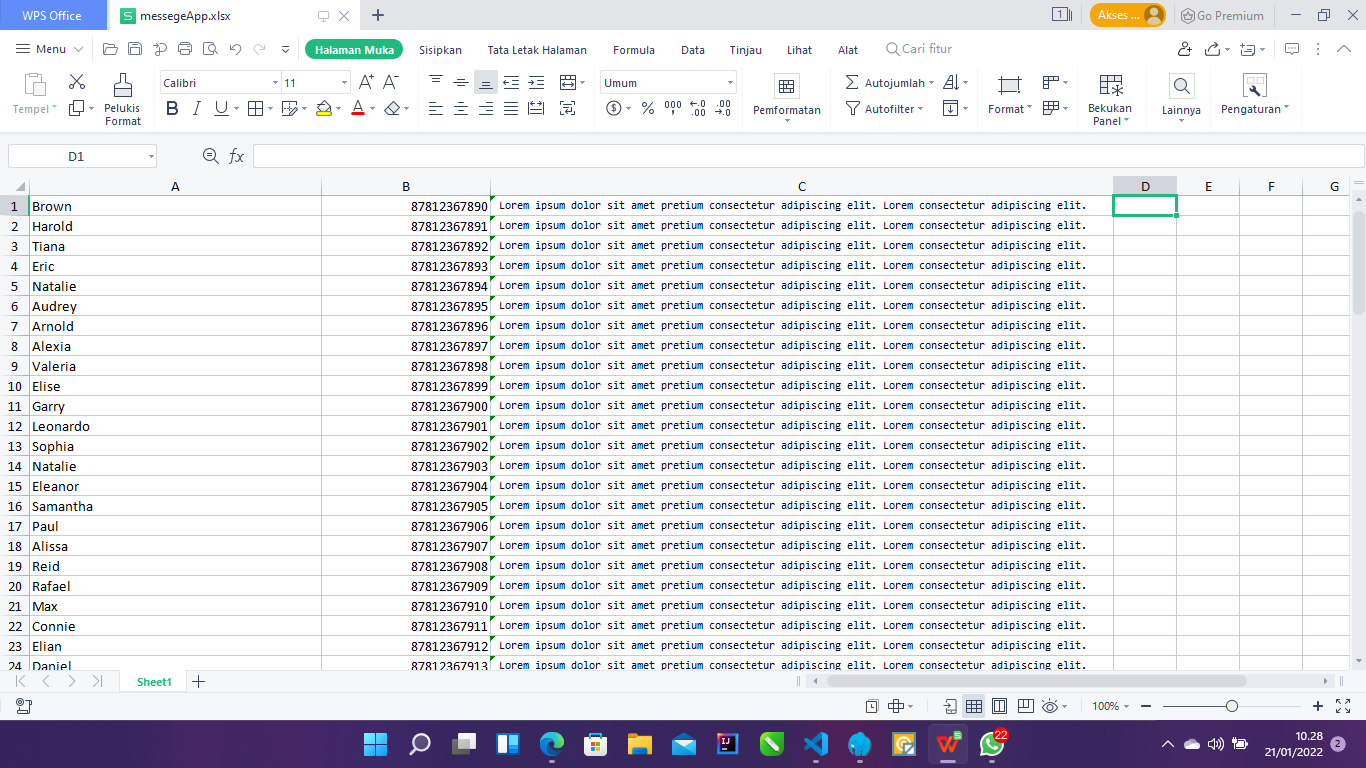 WPS Office messegeApp.xlsx 1 Akses ... Go Premium
Menu Halaman Muka Sisipkan Tata Letak Halaman Formula Data Tinjau Lihat Alat Cari fitur
Calibri 11 A+ A- Umum Autojumlah
Tempel Pelukis Format B I U A Pemformatan Autofilter Format Bekukan Panel Lainnya Pengaturan
D1 fx
A B C D E F G
1 Brown 87812367890 Lorem ipsum dolor sit amet pretium consectetur adipiscing elit. Lorem consectetur adipiscing elit.
2 Harold 87812367891 Lorem ipsum dolor sit amet pretium consectetur adipiscing elit. Lorem consectetur adipiscing elit.
3 Tiana 87812367892 Lorem ipsum dolor sit amet pretium consectetur adipiscing elit. Lorem consectetur adipiscing elit.
4 Eric 87812367893 Lorem ipsum dolor sit amet pretium consectetur adipiscing elit. Lorem consectetur adipiscing elit.
5 Natalie 87812367894 Lorem ipsum dolor sit amet pretium consectetur adipiscing elit. Lorem consectetur adipiscing elit.
6 Audrey 87812367895 Lorem ipsum dolor sit amet pretium consectetur adipiscing elit. Lorem consectetur adipiscing elit.
7 Arnold 87812367896 Lorem ipsum dolor sit amet pretium consectetur adipiscing elit. Lorem consectetur adipiscing elit.
8 Alexia 87812367897 Lorem ipsum dolor sit amet pretium consectetur adipiscing elit. Lorem consectetur adipiscing elit.
9 Valeria 87812367898 Lorem ipsum dolor sit amet pretium consectetur adipiscing elit. Lorem consectetur adipiscing elit.
10 Elise 87812367899 Lorem ipsum dolor sit amet pretium consectetur adipiscing elit. Lorem consectetur adipiscing elit.
11 Garry 87812367900 Lorem ipsum dolor sit amet pretium consectetur adipiscing elit. Lorem consectetur adipiscing elit.
12 Leonardo 87812367901 Lorem ipsum dolor sit amet pretium consectetur adipiscing elit. Lorem consectetur adipiscing elit.
13 Sophia 87812367902 Lorem ipsum dolor sit amet pretium consectetur adipiscing elit. Lorem consectetur adipiscing elit.
14 Natalie 87812367903 Lorem ipsum dolor sit amet pretium consectetur adipiscing elit. Lorem consectetur adipiscing elit.
15 Eleanor 87812367904 Lorem ipsum dolor sit amet pretium consectetur adipiscing elit. Lorem consectetur adipiscing elit.
16 Samantha 87812367905 Lorem ipsum dolor sit amet pretium consectetur adipiscing elit. Lorem consectetur adipiscing elit.
17 Paul 87812367906 Lorem ipsum dolor sit amet pretium consectetur adipiscing elit. Lorem consectetur adipiscing elit.
18 Alissa 87812367907 Lorem ipsum dolor sit amet pretium consectetur adipiscing elit. Lorem consectetur adipiscing elit.
19 Reid 87812367908 Lorem ipsum dolor sit amet pretium consectetur adipiscing elit. Lorem consectetur adipiscing elit.
20 Rafael 87812367909 Lorem ipsum dolor sit amet pretium consectetur adipiscing elit. Lorem consectetur adipiscing elit.
21 Max 87812367910 Lorem ipsum dolor sit amet pretium consectetur adipiscing elit. Lorem consectetur adipiscing elit.
22 Connie 87812367911 Lorem ipsum dolor sit amet pretium consectetur adipiscing elit. Lorem consectetur adipiscing elit.
23 Elian 87812367912 Lorem ipsum dolor sit amet pretium consectetur adipiscing elit. Lorem consectetur adipiscing elit.
24 Daniel 87812367913 Lorem ipsum dolor sit amet pretium consectetur adipiscing elit. Lorem consectetur adipiscing elit.
Sheet1
100%
22 10.28
21/01/2022 2